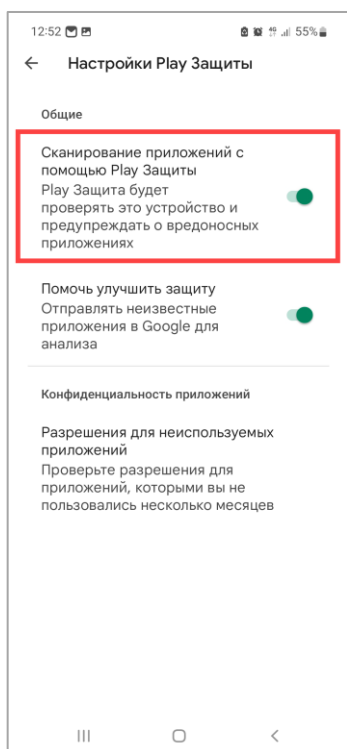 12:52 55%
Настройки Play Защиты
Общие
Сканирование приложений с
помощью Play Защиты
Play Защита будет
проверять это устройство и
предупреждать о вредоносных
приложениях
Помочь улучшить защиту
Отправлять неизвестные
приложения в Google для
анализа
Конфиденциальность приложений
Разрешения для неиспользуемых
приложений
Проверьте разрешения для
приложений, которыми вы не
пользовались несколько месяцев